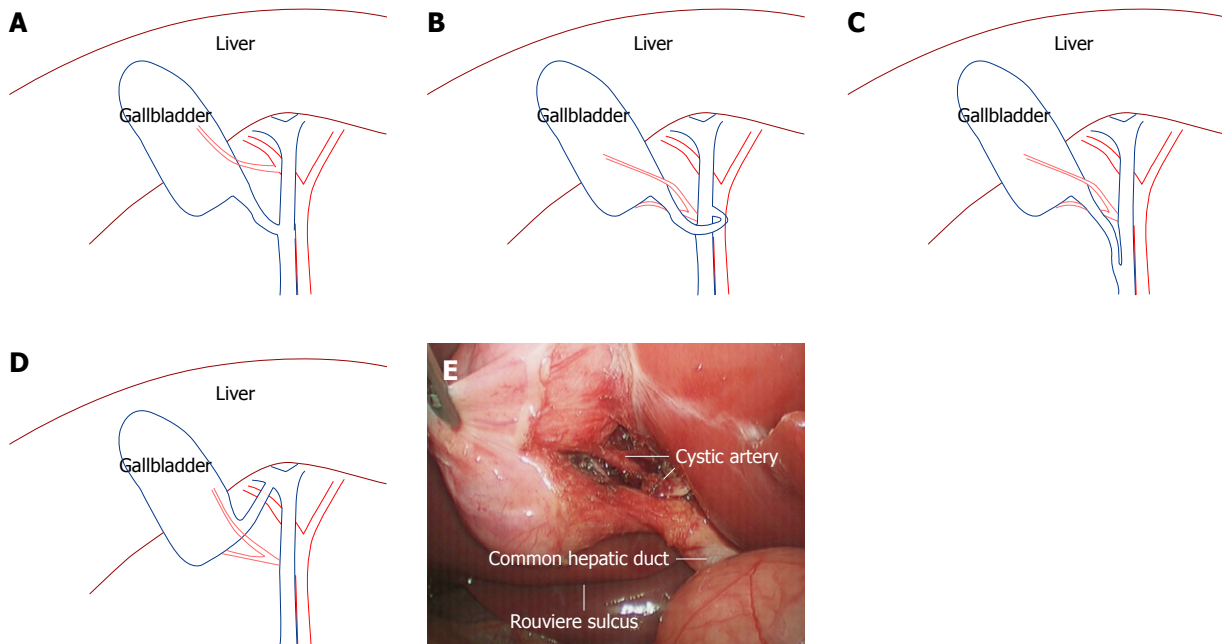 A
Liver
Gallbladder
B
Liver
Gallbladder
C
Liver
Gallbladder
D
Liver
Gallbladder
E
Cystic artery
Common hepatic duct
Rouviere sulcus